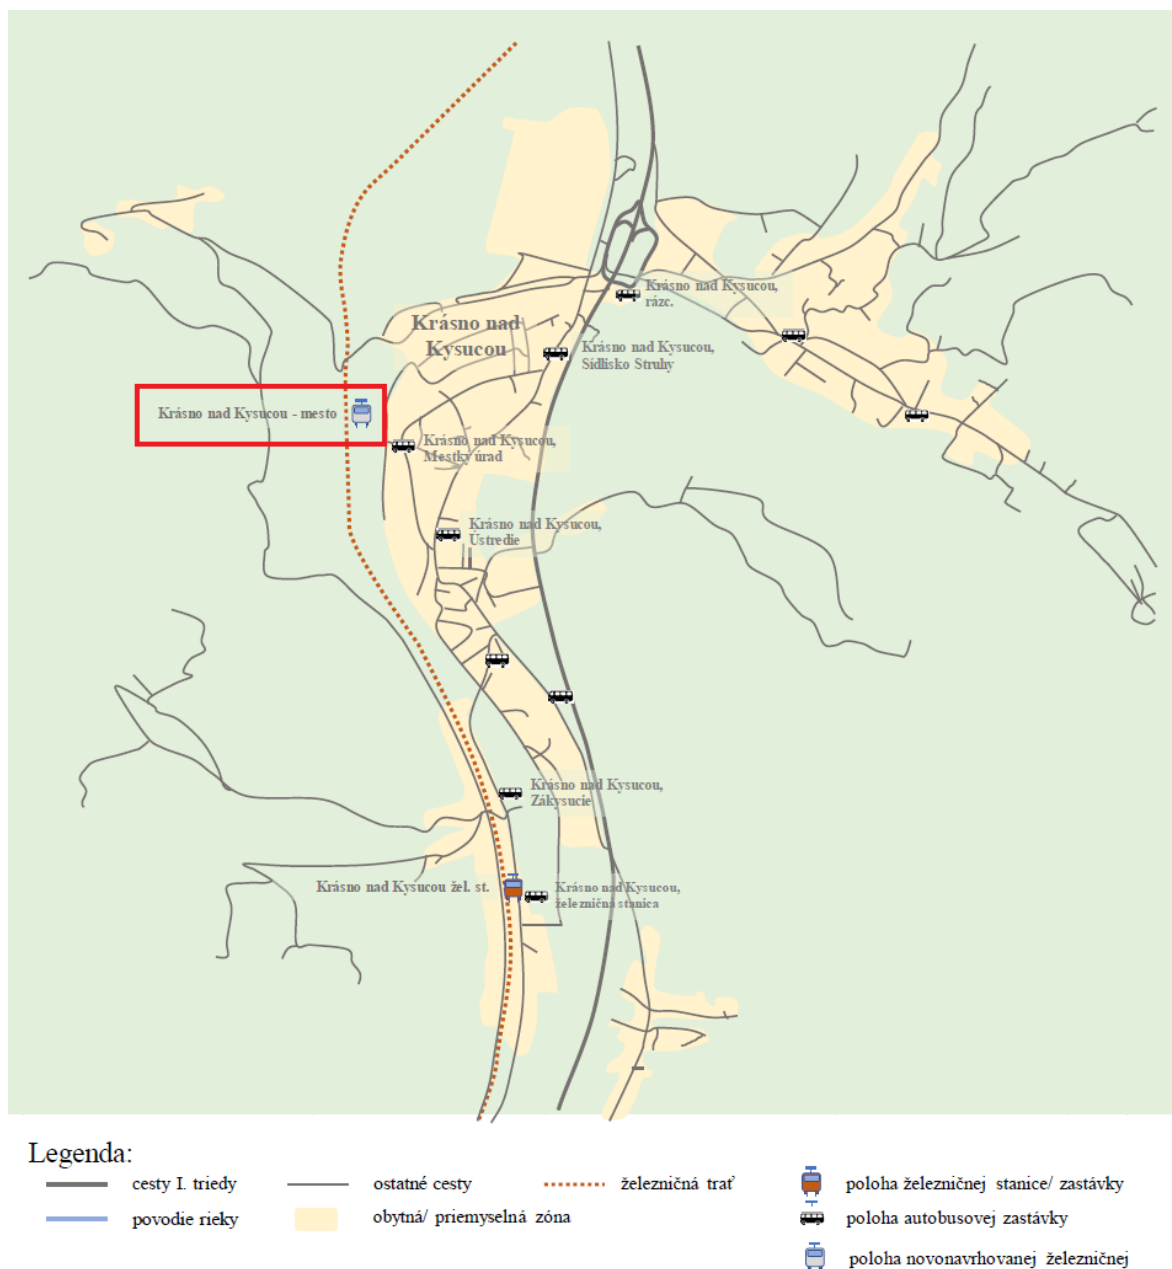 Krásno nad Kysucou,
rázc.
Krásno nad
Kysucou
Krásno nad Kysucou,
Sídlisko Struhy
Krásno nad Kysucou - mesto
Krásno nad Kysucou,
Mestký úrad
Krásno nad Kysucou,
Ústredie
Krásno nad Kysucou,
Zákysucie
Krásno nad Kysucou žel. st.
Krásno nad Kysucou,
železničná stanica
Legenda:
cesty I. triedy
ostatné cesty
železničná trať
poloha železničnej stanice/ zastávky
povodie rieky
obytná/ priemyselná zóna
poloha autobusovej zastávky
poloha novonavrhovanej železničnej